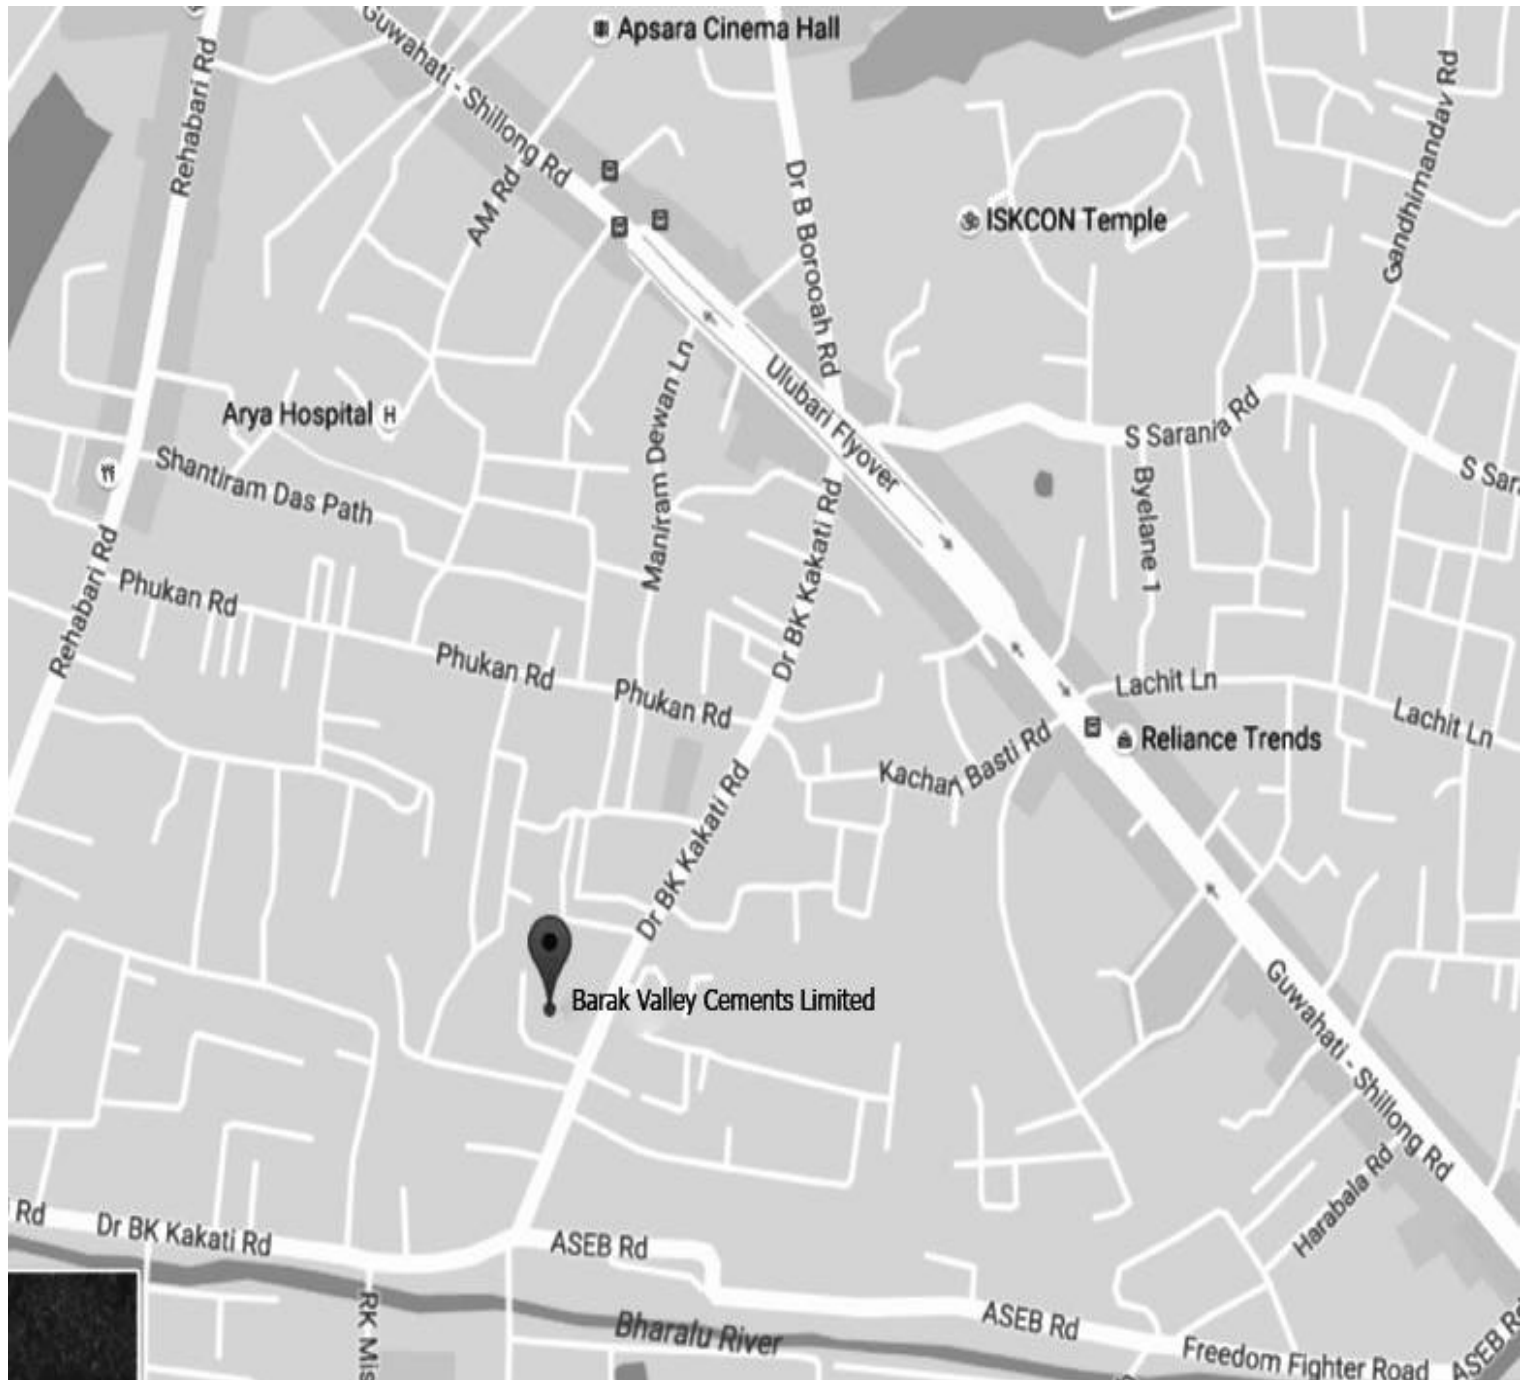 Guwahati - Shillong Rd
Apsara Cinema Hall
Rehabari Rd
AM Rd
Dr B Borooah Rd
ISKCON Temple
Gandhimandav Rd
Arya Hospital
Maniram Dewan Ln
Ulubari Flyover
S Sarania Rd
Shantiram Das Path
Byelane 1
Rehabari Rd
Phukan Rd
Dr BK Kakati Rd
Phukan Rd
Phukan Rd
Lachit Ln
Lachit Ln
Kachari Basti Rd
Reliance Trends
Dr BK Kakati Rd
Barak Valley Cements Limited
Guwahati - Shillong Rd
Harabala Rd
Rd
Dr BK Kakati Rd
ASEB Rd
RK Mis
Bharalu River
ASEB Rd
Freedom Fighter Road
ASEB Rd